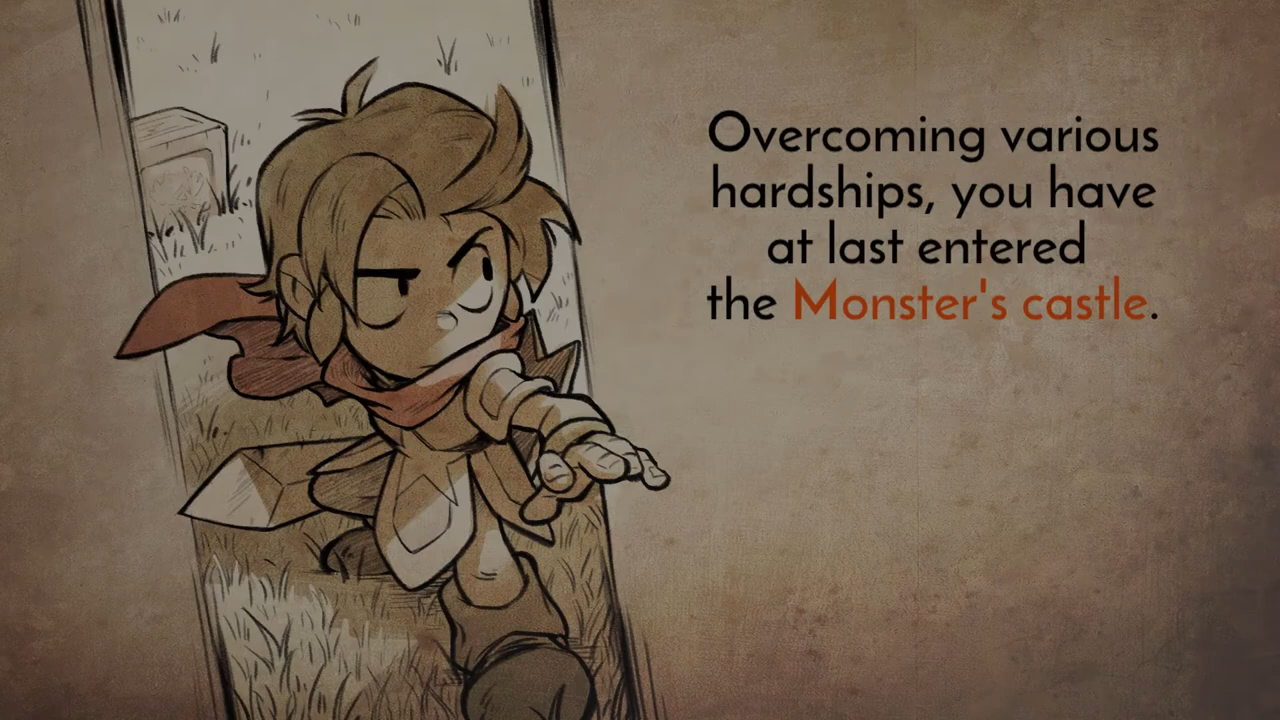 Overcoming various
hardships, you have
at last entered
the Monster's castle.